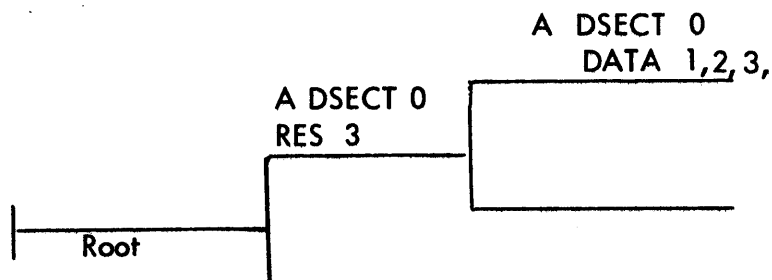 A DSECT 0
DATA 1,2,3,
A DSECT 0
RES 3
Root